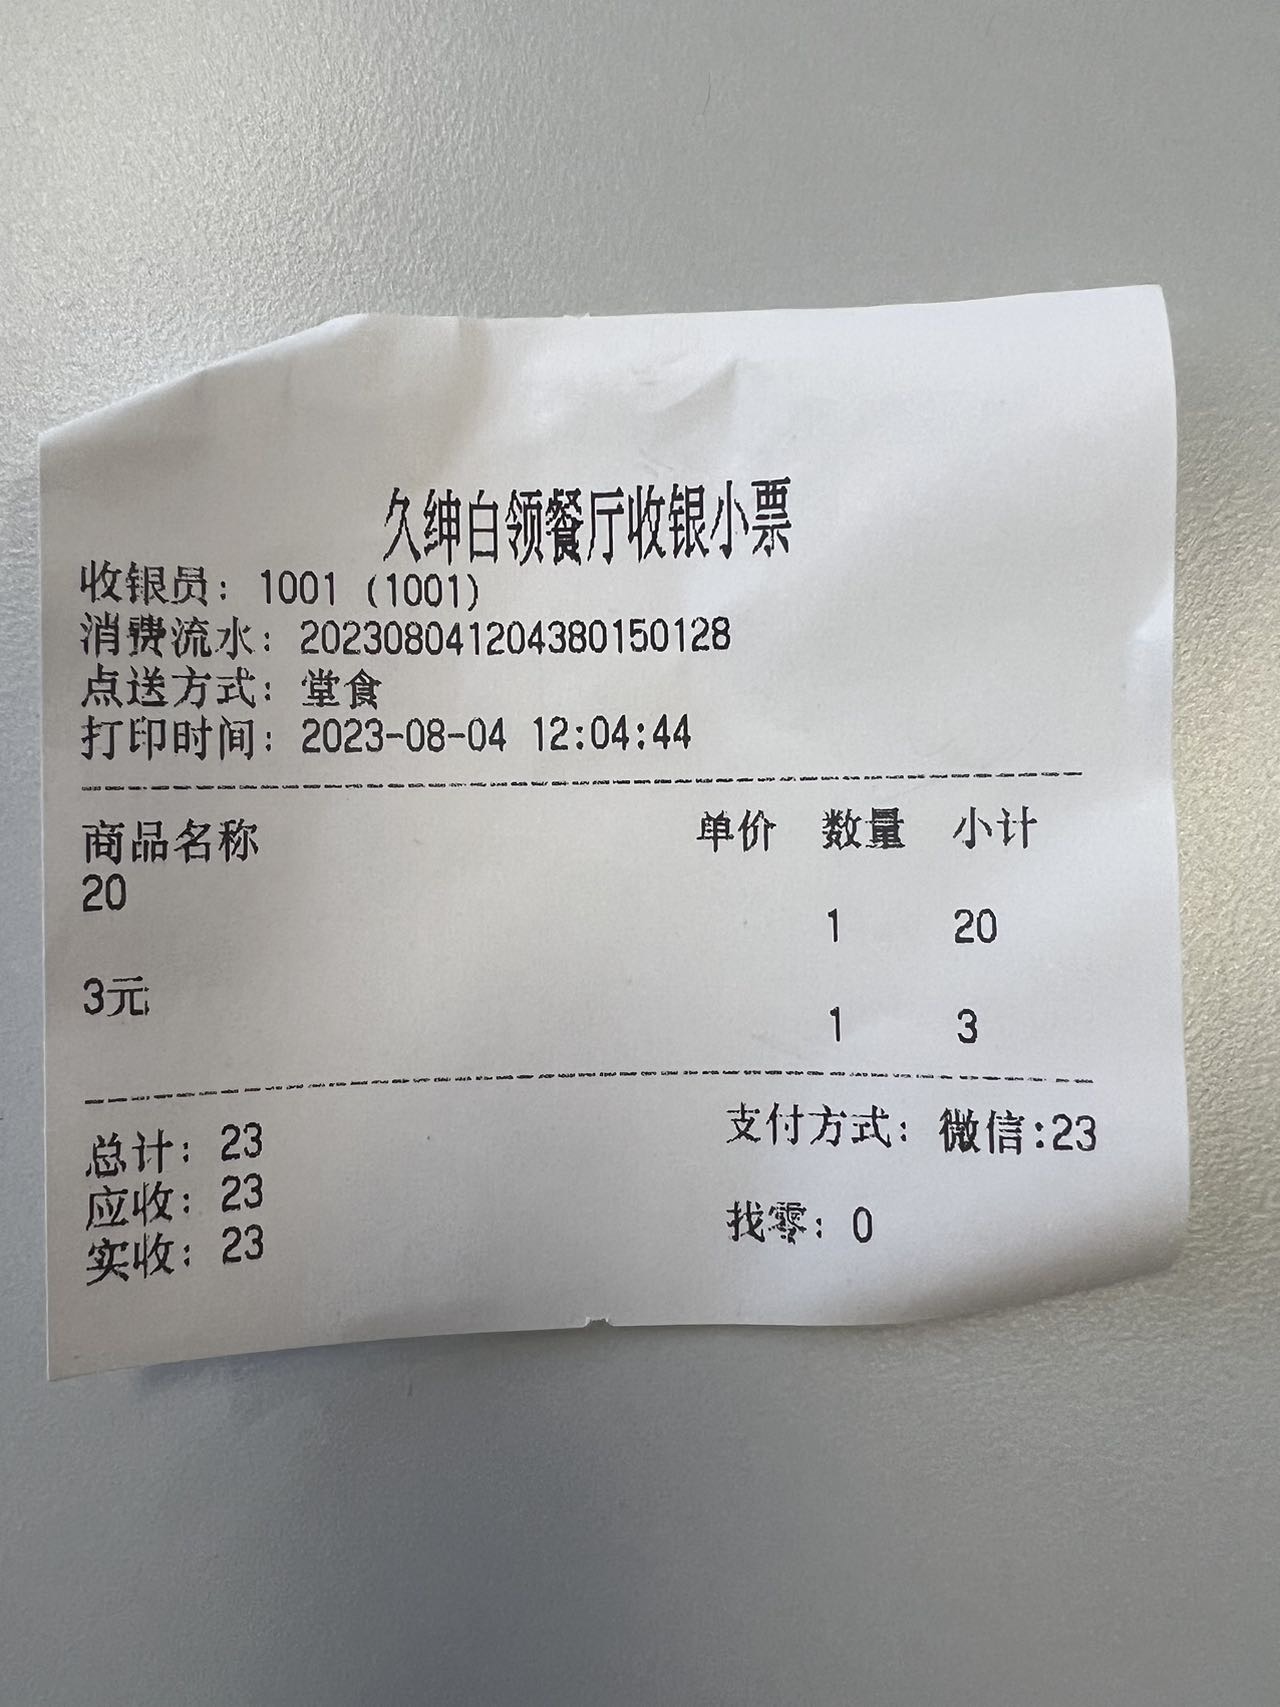 久绅白领餐厅收银小票
收银员：1001 (1001)
消费流水：20230804120438015​0128
点送方式：堂食
打印时间：2023-08-04 12:04:44
商品名称 单价 数量 小计
20
1 20
3元
1 3
总计：23 支付方式：微信:23
应收：23
实收：23 找零：0